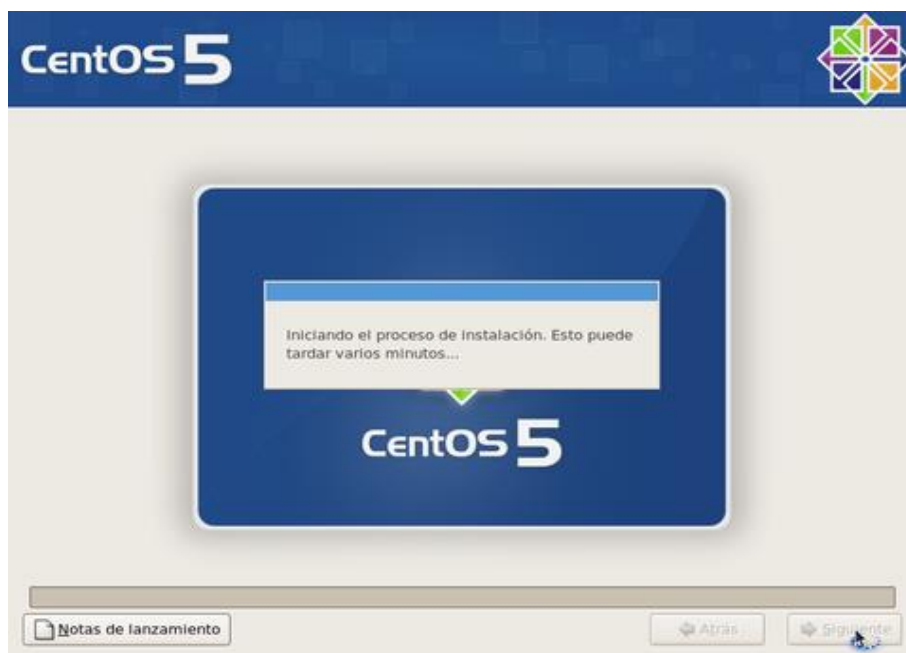 CentOS 5
Iniciando el proceso de instalación. Esto puede
tardar varios minutos...
CentOS 5
Notas de lanzamiento
Atrás
Siguiente